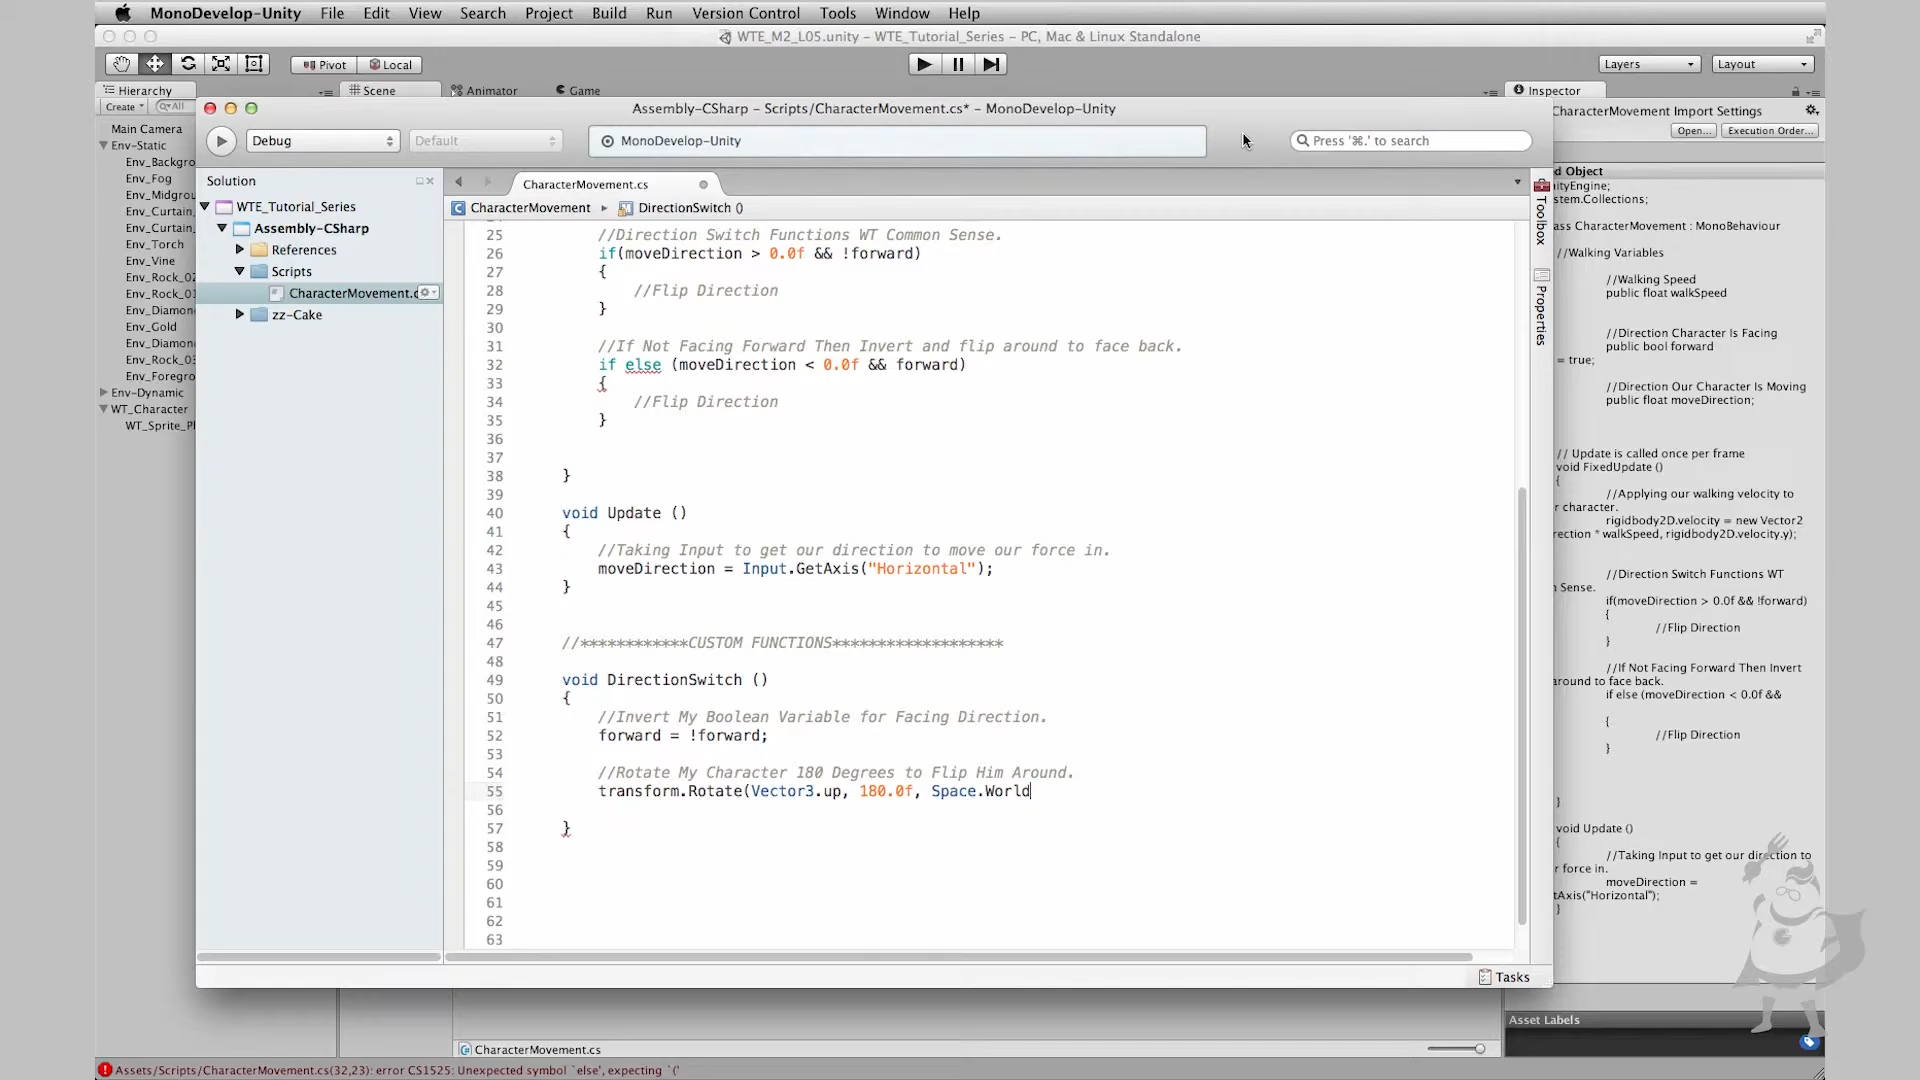 MonoDevelop-Unity File Edit View Search Project Build Run Version Control Tools Window Help
WTE_M2_L05.unity – WTE_Tutorial_Series – PC, Mac & Linux Standalone
Pivot Local Layers Layout
Hierarchy Scene Animator Game Inspector
Create All
Main Camera
Env-Static
Env_Backgro
Env_Fog
Env_Midgrou
Env_Curtain_
Env_Curtain_
Env_Torch
Env_Vine
Env_Rock_02
Env_Rock_01
Env_Diamon
Env_Gold
Env_Diamon
Env_Rock_03
Env_Foregro
Env-Dynamic
WT_Character
WT_Sprite_Pl
Assembly-CSharp – Scripts/CharacterMovement.cs* – MonoDevelop-Unity
Debug Default MonoDevelop-Unity Press '⌘.' to search
Solution
WTE_Tutorial_Series
Assembly-CSharp
References
Scripts
CharacterMovement.c
zz-Cake
CharacterMovement.cs
CharacterMovement DirectionSwitch ()
25 //Direction Switch Functions WT Common Sense.
26 if(moveDirection > 0.0f && !forward)
27 {
28 //Flip Direction
29 }
30
31 //If Not Facing Forward Then Invert and flip around to face back.
32 if else (moveDirection < 0.0f && forward)
33 {
34 //Flip Direction
35 }
36
37
38 }
39
40 void Update ()
41 {
42 //Taking Input to get our direction to move our force in.
43 moveDirection = Input.GetAxis("Horizontal");
44 }
45
46
47 //************CUSTOM FUNCTIONS*******************
48
49 void DirectionSwitch ()
50 {
51 //Invert My Boolean Variable for Facing Direction.
52 forward = !forward;
53
54 //Rotate My Character 180 Degrees to Flip Him Around.
55 transform.Rotate(Vector3.up, 180.0f, Space.World
56
57 }
58
59
60
61
62
63
Toolbox
Properties
Tasks
CharacterMovement Import Settings
Open... Execution Order...
d Object
ityEngine;
stem.Collections;
ass CharacterMovement : MonoBehaviour
//Walking Variables
//Walking Speed
public float walkSpeed
//Direction Character Is Facing
public bool forward
= true;
//Direction Our Character Is Moving
public float moveDirection;
// Update is called once per frame
void FixedUpdate ()
{
//Applying our walking velocity to
r character.
rigidbody2D.velocity = new Vector2
rection * walkSpeed, rigidbody2D.velocity.y);
//Direction Switch Functions WT
n Sense.
if(moveDirection > 0.0f && !forward)
{
//Flip Direction
}
//If Not Facing Forward Then Invert
around to face back.
if else (moveDirection < 0.0f &&
{
//Flip Direction
}
}
void Update ()
{
//Taking Input to get our direction to
r force in.
moveDirection =
tAxis("Horizontal");
}
Asset Labels
CharacterMovement.cs
Assets/Scripts/CharacterMovement.cs(32,23): error CS1525: Unexpected symbol `else', expecting `('